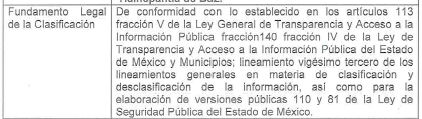 Tlalnepantla de Baz.
Fundamento Legal De conformidad con lo establecido en los artículos 113
de la Clasificación fracción V de la Ley General de Transparencia y Acceso a la
Información Pública fracción140 fracción IV de la Ley de
Transparencia y Acceso a la Información Pública del Estado
de México y Municipios; lineamiento vigésimo tercero de los
lineamientos generales en materia de clasificación y
desclasificación de la información, así como para la
elaboración de versiones públicas 110 y 81 de la Ley de
Seguridad Pública del Estado de México.